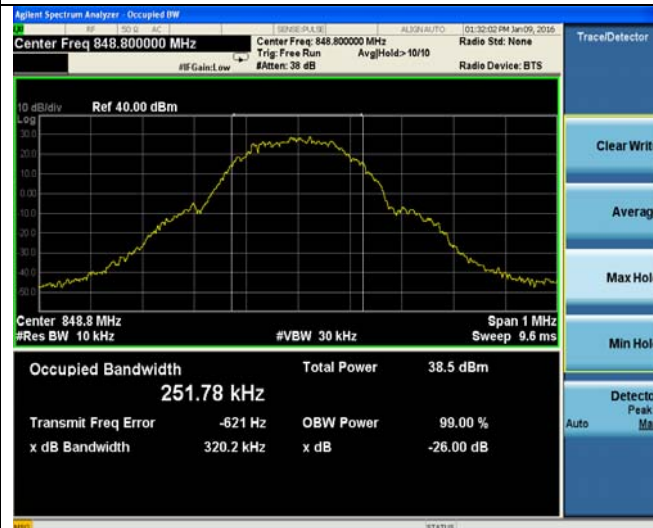 Agilent Spectrum Analyzer - Occupied BW
RF 50 Ω AC SENSE:PULSE ALIGN AUTO 01:32:02 PM Jan 09, 2016
Center Freq 848.800000 MHz
Center Freq: 848.800000 MHz
Radio Std: None
Trig: Free Run
Avg|Hold:>10/10
#IFGain:Low
#Atten: 38 dB
Radio Device: BTS
10 dB/div Ref 40.00 dBm
Log
30.0
20.0
10.0
0.00
10.0
20.0
30.0
40.0
50.0
Center 848.8 MHz
Span 1 MHz
#Res BW 10 kHz
#VBW 30 kHz
Sweep 9.6 ms
Occupied Bandwidth
Total Power 38.5 dBm
251.78 kHz
Transmit Freq Error -621 Hz
OBW Power 99.00 %
x dB Bandwidth 320.2 kHz
x dB -26.00 dB
MSG
STATUS
Trace/Detector
Clear Writ
Averag
Max Hol
Min Hol
Detecto
Peak
Auto Ma